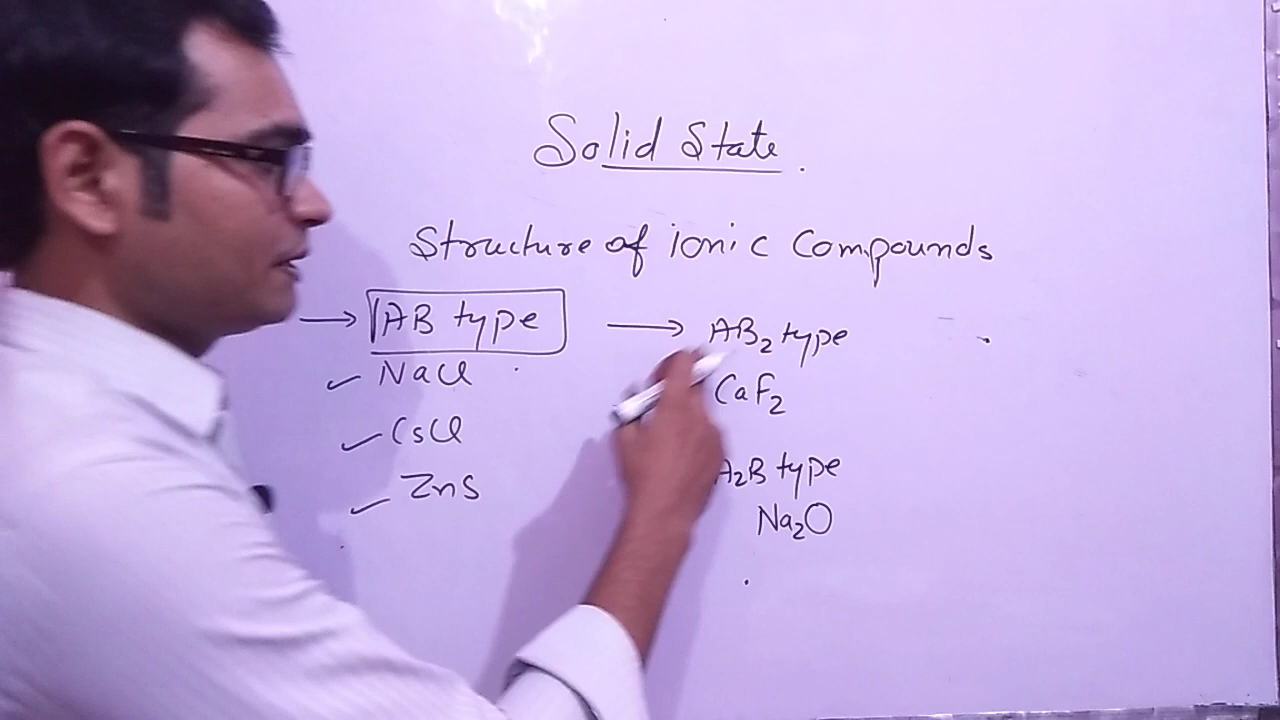 Solid State.
Structure of ionic Compounds
→ AB type
✓ NaCl
✓ CsCl
✓ ZnS
→ AB₂ type
CaF₂
A₂B type
Na₂O